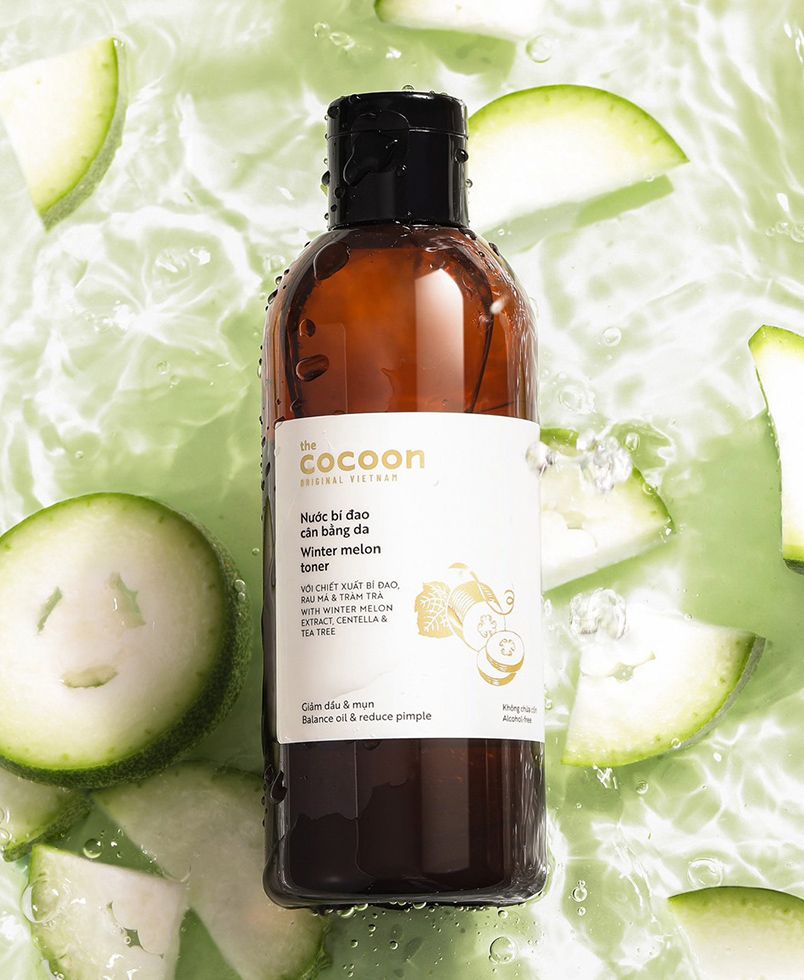 the
cocoon
ORIGINAL VIETNAM
Nước bí đao
cân bằng da
Winter melon
toner
VỚI CHIẾT XUẤT BÍ ĐAO,
RAU MÁ & TRÀM TRÀ
WITH WINTER MELON
EXTRACT, CENTELLA &
TEA TREE
Giảm dầu & mụn
Balance oil & reduce pimple
Không chứa cồn
Alcohol-free